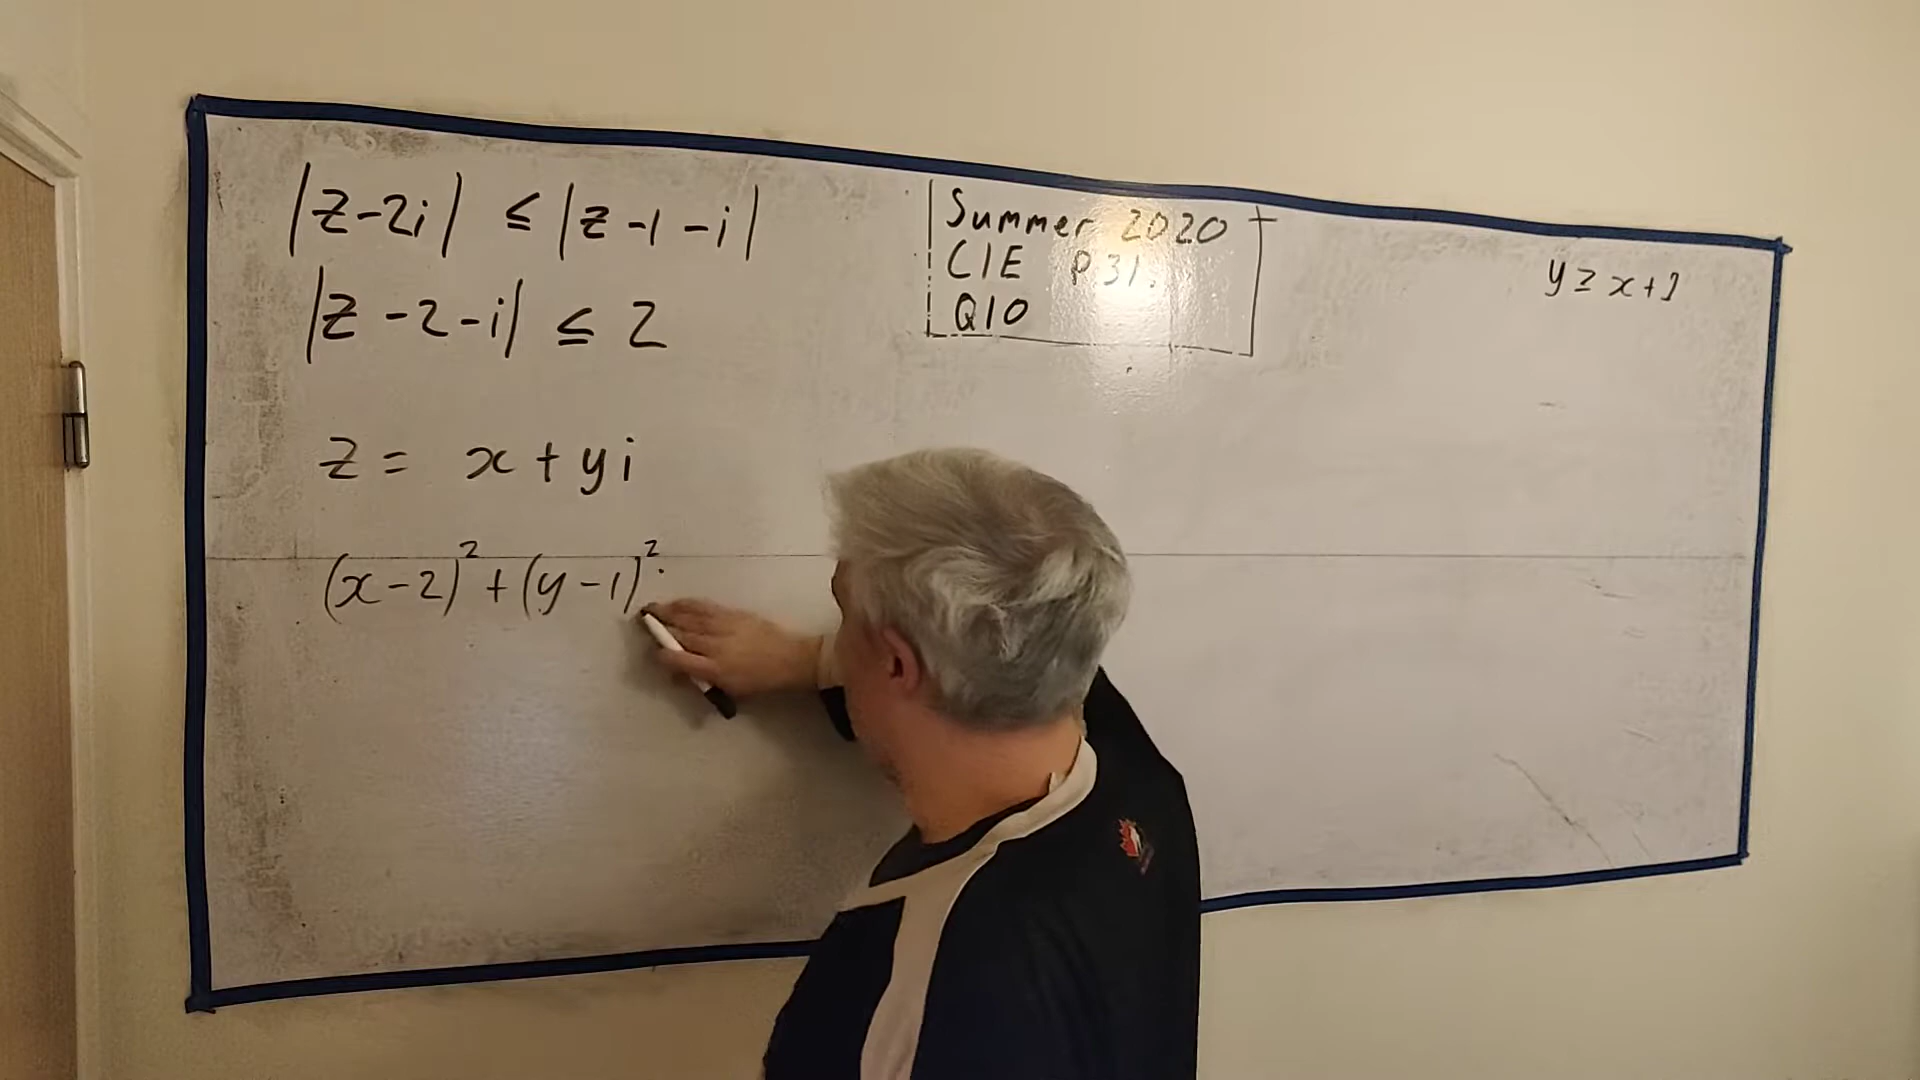 |z-2i| ≤ |z-1-i|
|z-2-i| ≤ 2
Summer 2020
CIE P31.
Q10
y ≥ x+1
z = x+yi
(x-2)²+(y-1)²